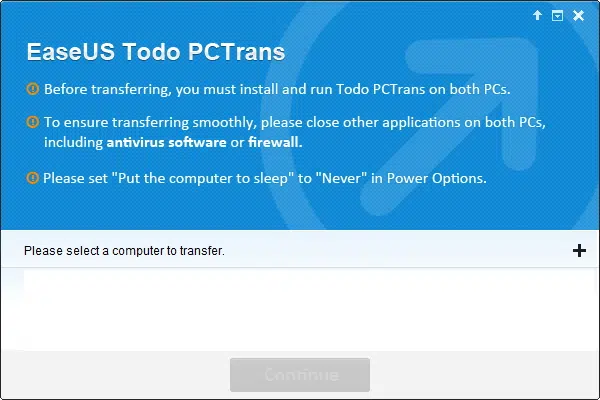 EaseUS Todo PCTrans
Before transferring, you must install and run Todo PCTrans on both PCs.
To ensure transferring smoothly, please close other applications on both PCs,
including antivirus software or firewall.
Please set "Put the computer to sleep" to "Never" in Power Options.
Please select a computer to transfer.
Continue